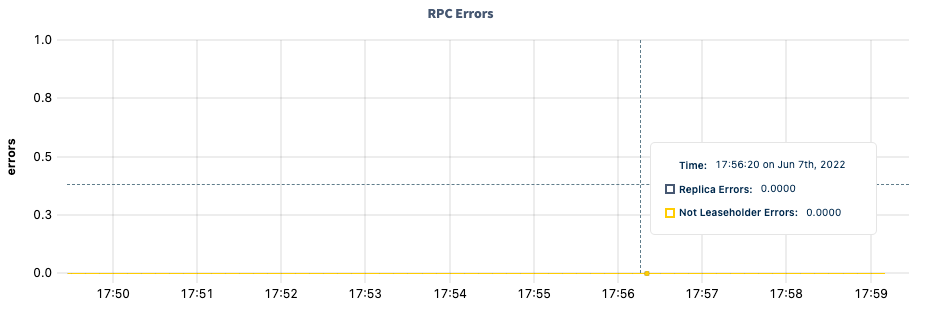 RPC Errors
1.0
0.8
0.5
0.3
0.0
errors
Time: 17:56:20 on Jun 7th, 2022
Replica Errors: 0.0000
Not Leaseholder Errors: 0.0000
17:50 17:51 17:52 17:53 17:54 17:55 17:56 17:57 17:58 17:59